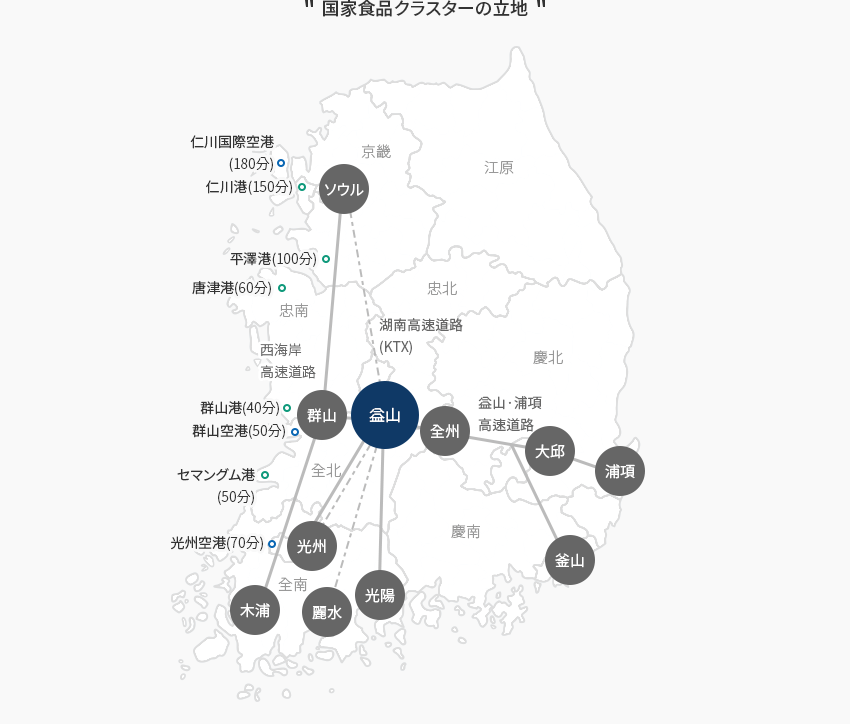 " 国家食品クラスターの立地 "
京畿
江原
仁川国際空港
(180分)
仁川港(150分)
ソウル
平澤港(100分)
唐津港(60分)
忠南
忠北
湖南高速道路
(KTX)
西海岸
高速道路
慶北
群山港(40分)
群山空港(50分)
群山
益山
全州
益山·浦項
高速道路
大邱
浦項
セマングム港
(50分)
全北
慶南
光州空港(70分)
光州
釜山
全南
木浦
麗水
光陽